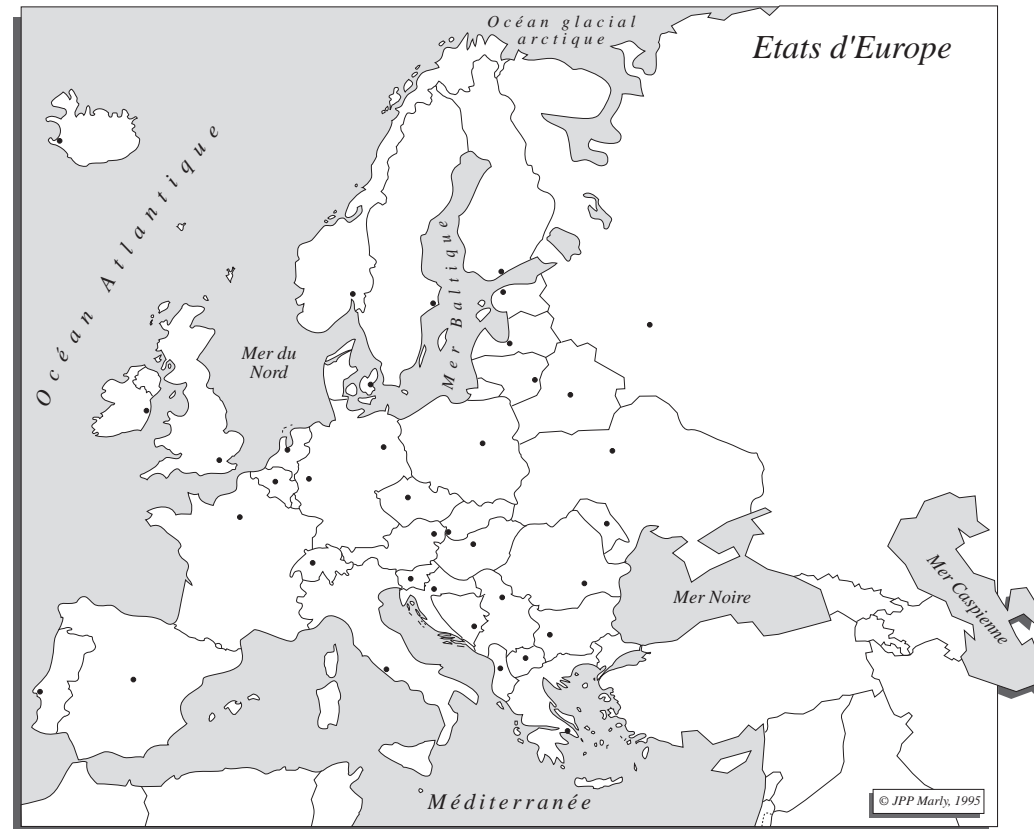 Océan glacial
arctique
Etats d'Europe
Océan Atlantique
Mer Baltique
Mer du
Nord
Mer Noire
Mer Caspienne
Méditerranée
© JPP Marly, 1995